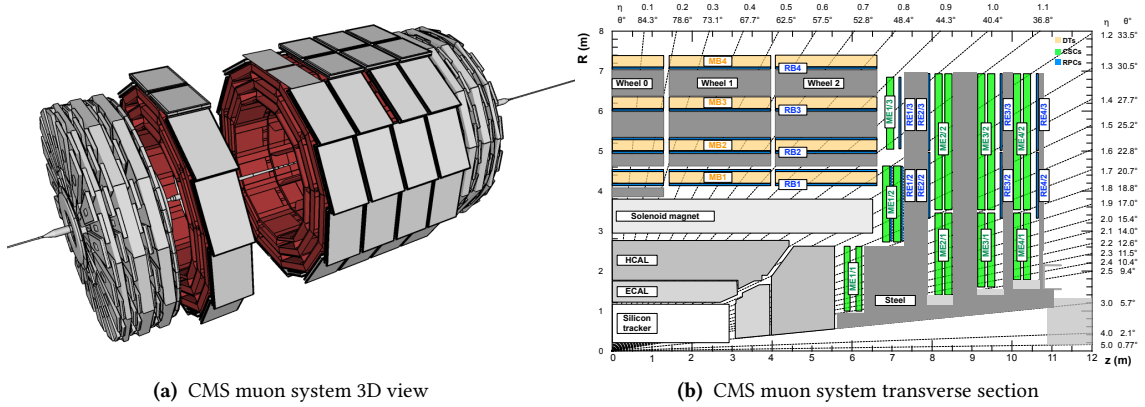 η 0.1 0.2 0.3 0.4 0.5 0.6 0.7 0.8 0.9 1.0 1.1
θ° 84.3° 78.6° 73.1° 67.7° 62.5° 57.5° 52.8° 48.4° 44.3° 40.4° 36.8° η θ°
R (m)
8
7
6
5
4
3
2
1
0
1.2 33.5°
1.3 30.5°
1.4 27.7°
1.5 25.2°
1.6 22.8°
1.7 20.7°
1.8 18.8°
1.9 17.0°
2.0 15.4°
2.1 14.0°
2.2 12.6°
2.3 11.5°
2.4 10.4°
2.5 9.4°
3.0 5.7°
4.0 2.1°
5.0 0.77°
DTs
CSCs
RPCs
MB4
RB4
Wheel 0 Wheel 1 Wheel 2
MB3
RB3
MB2
RB2
MB1
RB1
ME1/3
RE1/3
RE2/3
ME2/2
ME3/2
RE3/3
ME4/2
RE4/3
ME1/2
RE1/2
RE2/2
RE3/2
RE4/2
ME1/1
ME2/1
ME3/1
ME4/1
Solenoid magnet
HCAL
ECAL
Silicon
tracker
Steel
0 1 2 3 4 5 6 7 8 9 10 11 12
z (m)
(a) CMS muon system 3D view
(b) CMS muon system transverse section